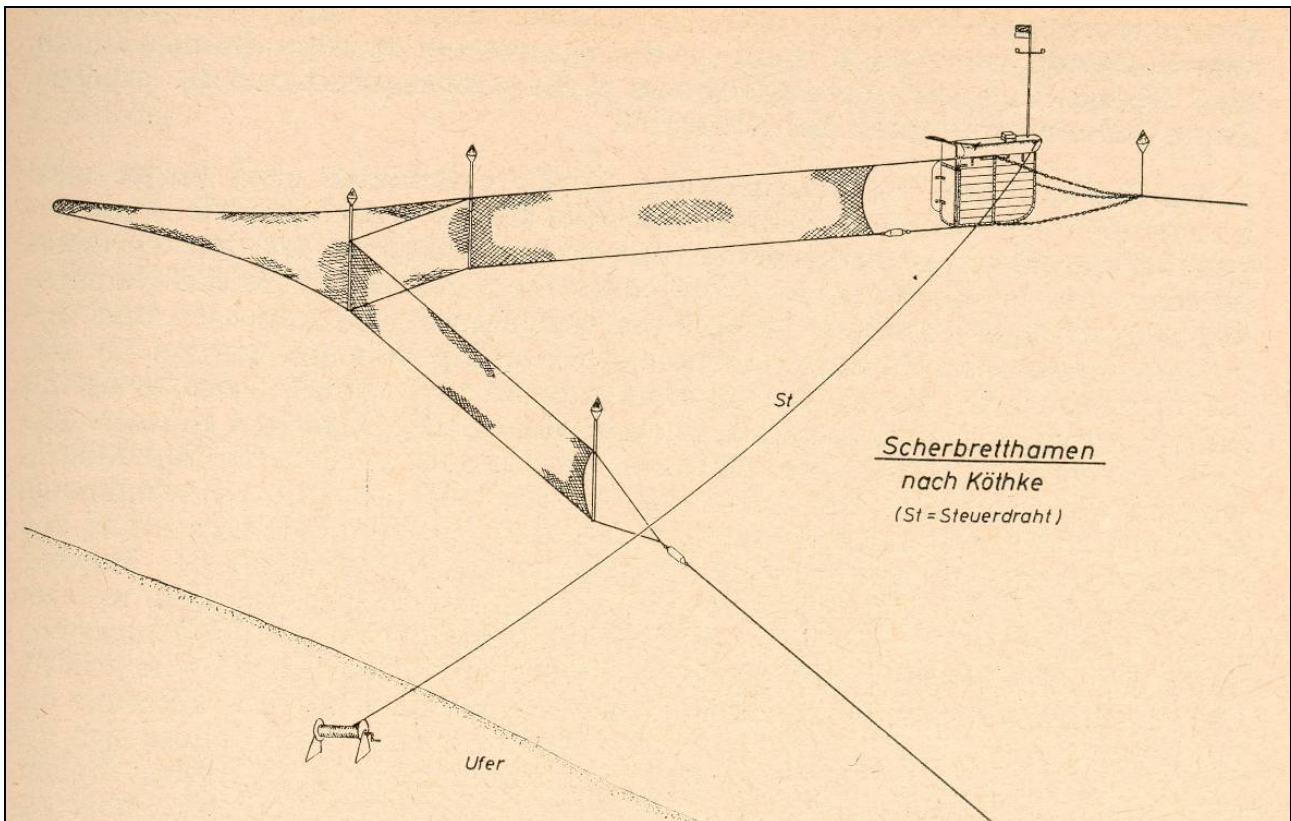 St
Scherbretthamen
nach Köthke
(St = Steuerdraht)
Ufer